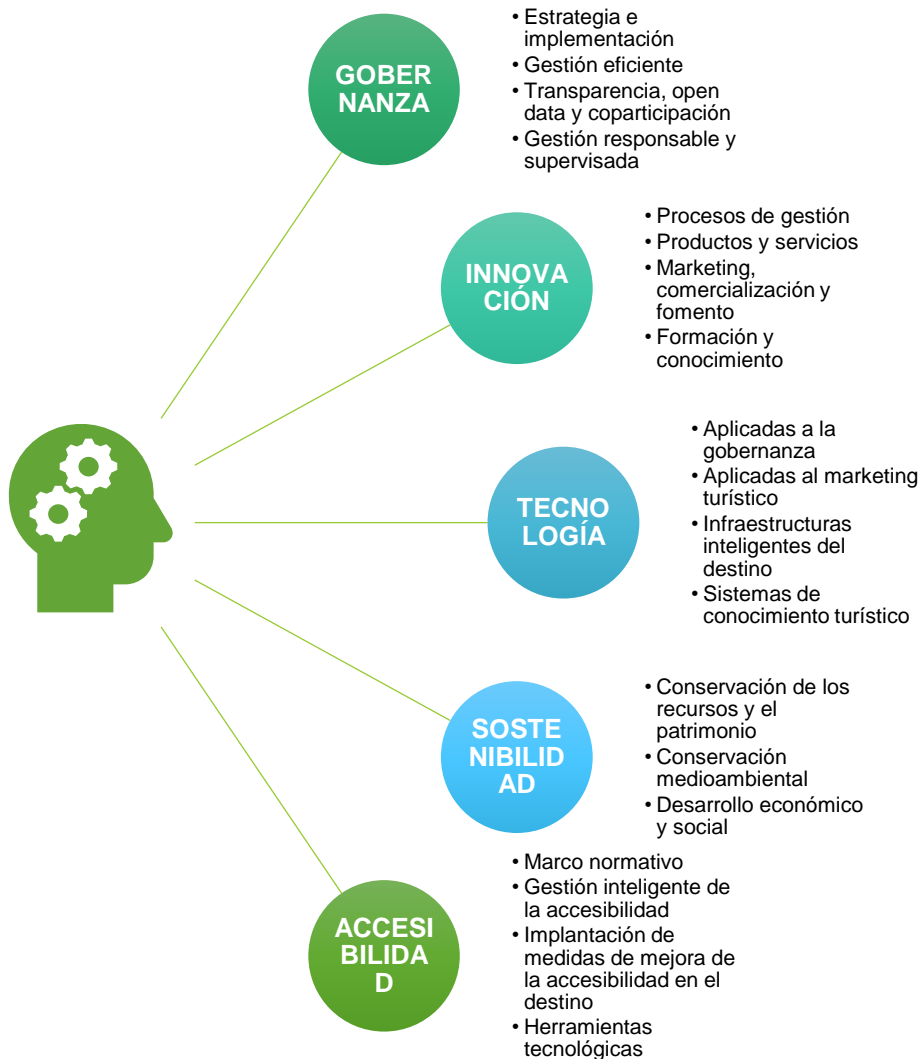 GOBER
NANZA
• Estrategia e
implementación
• Gestión eficiente
• Transparencia, open
data y coparticipación
• Gestión responsable y
supervisada
INNOVA
CIÓN
• Procesos de gestión
• Productos y servicios
• Marketing,
comercialización y
fomento
• Formación y
conocimiento
TECNO
LOGÍA
• Aplicadas a la
gobernanza
• Aplicadas al marketing
turístico
• Infraestructuras
inteligentes del
destino
• Sistemas de
conocimiento turístico
SOSTE
NIBILID
AD
• Conservación de los
recursos y el
patrimonio
• Conservación
medioambiental
• Desarrollo económico
y social
ACCESI
BILIDA
D
• Marco normativo
• Gestión inteligente de
la accesibilidad
• Implantación de
medidas de mejora de
la accesibilidad en el
destino
• Herramientas
tecnológicas